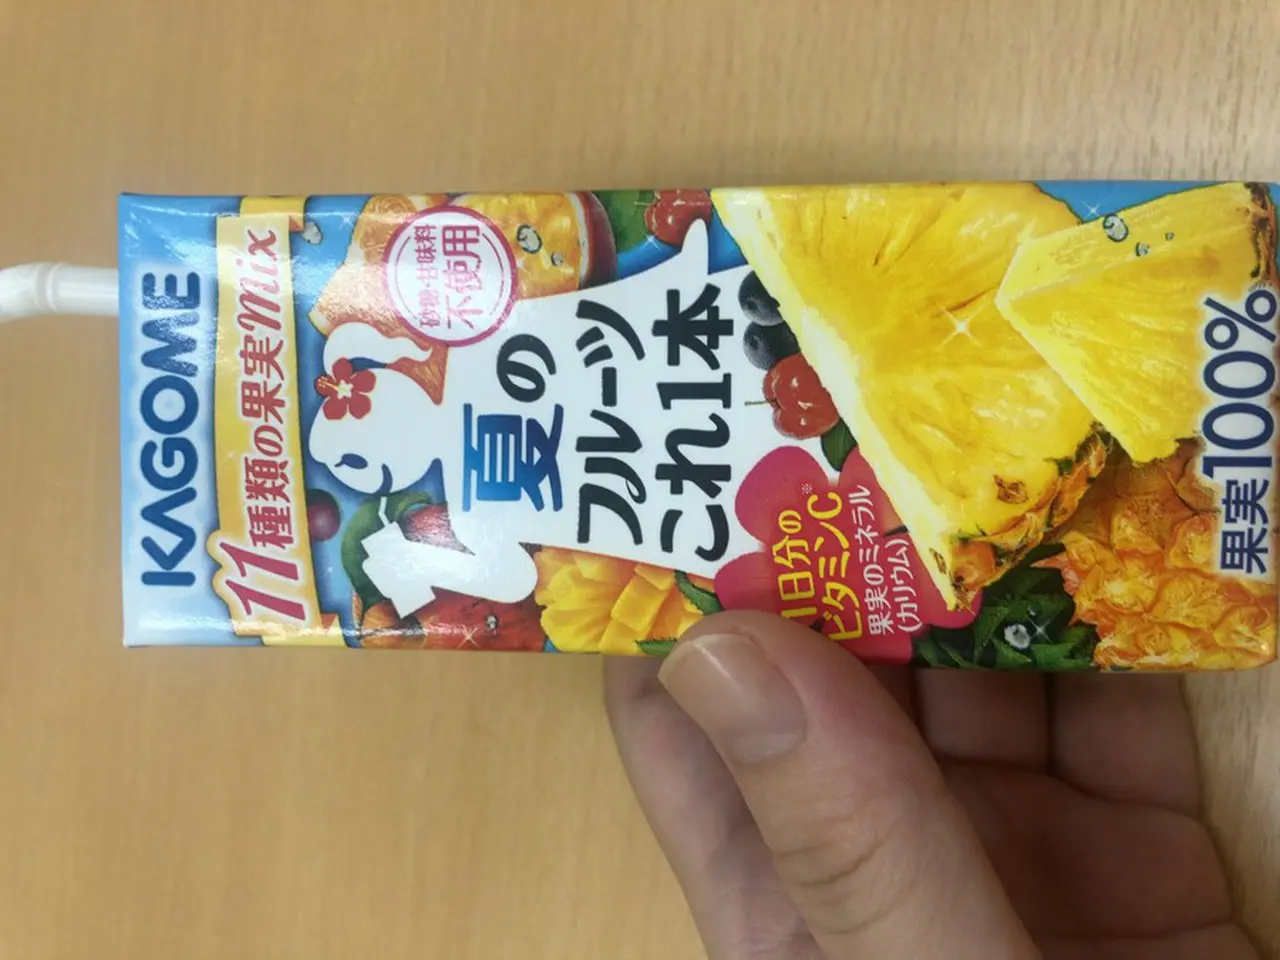 KAGOME
11種類の果実Mix
砂糖・甘味料
不使用
夏の
フルーツ
これ1本
1日分の
ビタミンC※
果実のミネラル
(カリウム)
果実100%